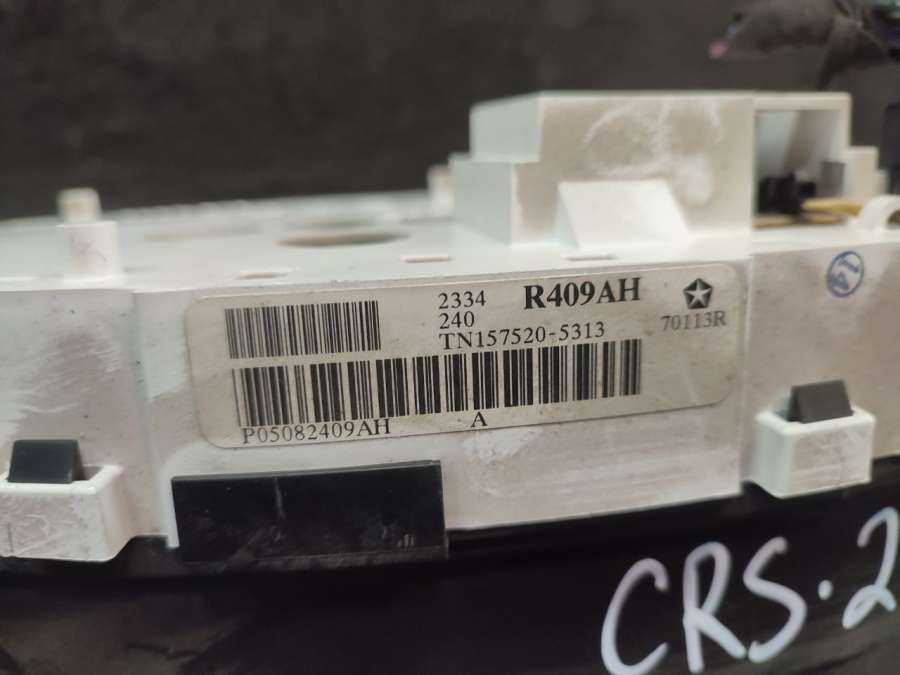 2334 R409AH
240 70113R
TN157520-5313
P05082409AH A
CRS.2